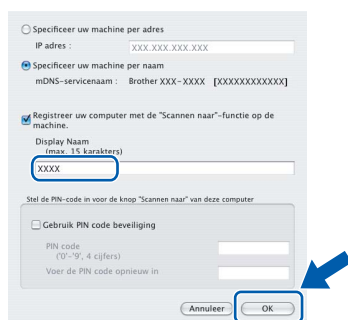 Specificeer uw machine per adres
IP adres : XXX.XXX.XXX.XXX
Specificeer uw machine per naam
mDNS-servicenaam : Brother XXX-XXXX [XXXXXXXXXXXX]
Registreer uw computer met de "Scannen naar"-functie op de
machine.
Display Naam
(max. 15 karakters)
XXXX
Stel de PIN-code in voor de knop "Scannen naar" van deze computer
Gebruik PIN code beveiliging
PIN code
('0'-'9', 4 cijfers)
Voer de PIN code opnieuw in
Annuleer OK